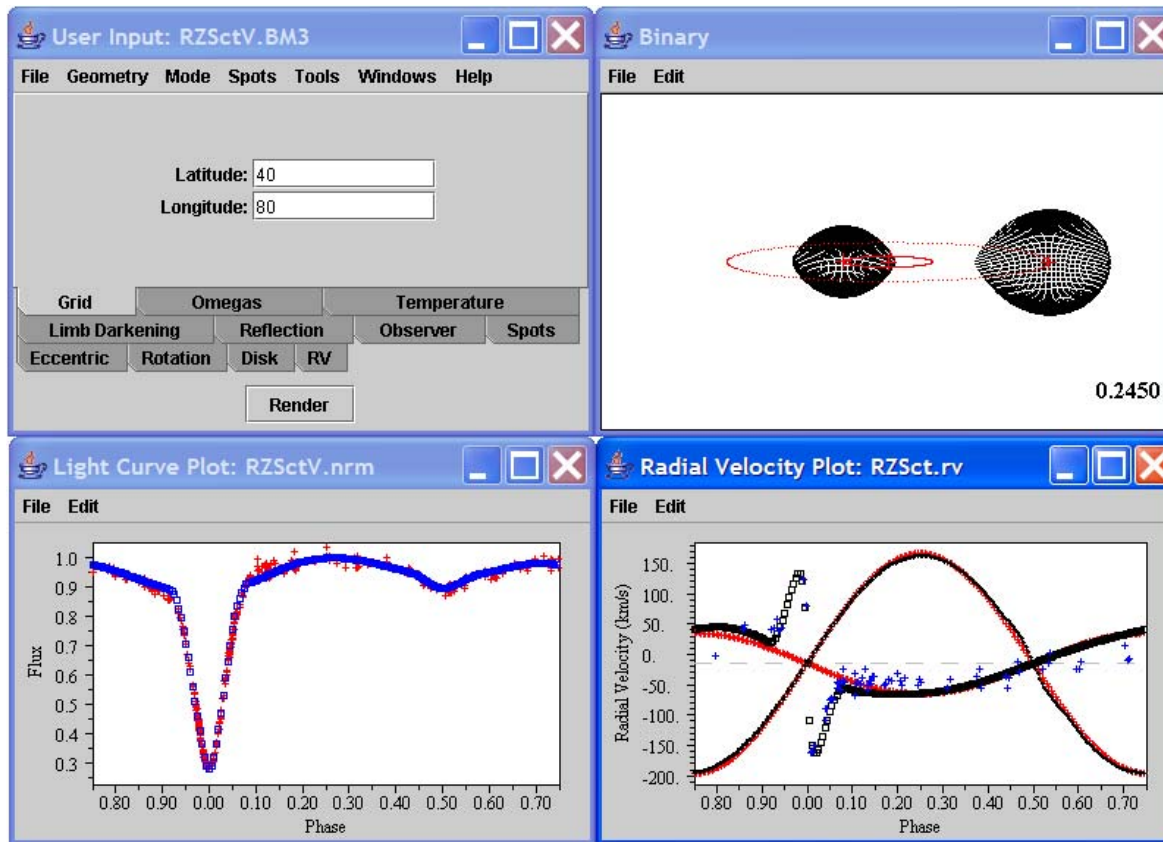 User Input: RZSctV.BM3
File Geometry Mode Spots Tools Windows Help
Latitude: 40
Longitude: 80
Grid Omegas Temperature
Limb Darkening Reflection Observer Spots
Eccentric Rotation Disk RV
Render
Binary
File Edit
0.2450
Light Curve Plot: RZSctV.nrm
File Edit
1.0
0.9
0.8
0.7
0.6
0.5
0.4
0.3
Flux
0.80 0.90 0.00 0.10 0.20 0.30 0.40 0.50 0.60 0.70
Phase
Radial Velocity Plot: RZSct.rv
File Edit
150.
100.
50.
0.
-50.
-100.
-150.
-200.
Radial Velocity (km/s)
0.80 0.90 0.00 0.10 0.20 0.30 0.40 0.50 0.60 0.70
Phase